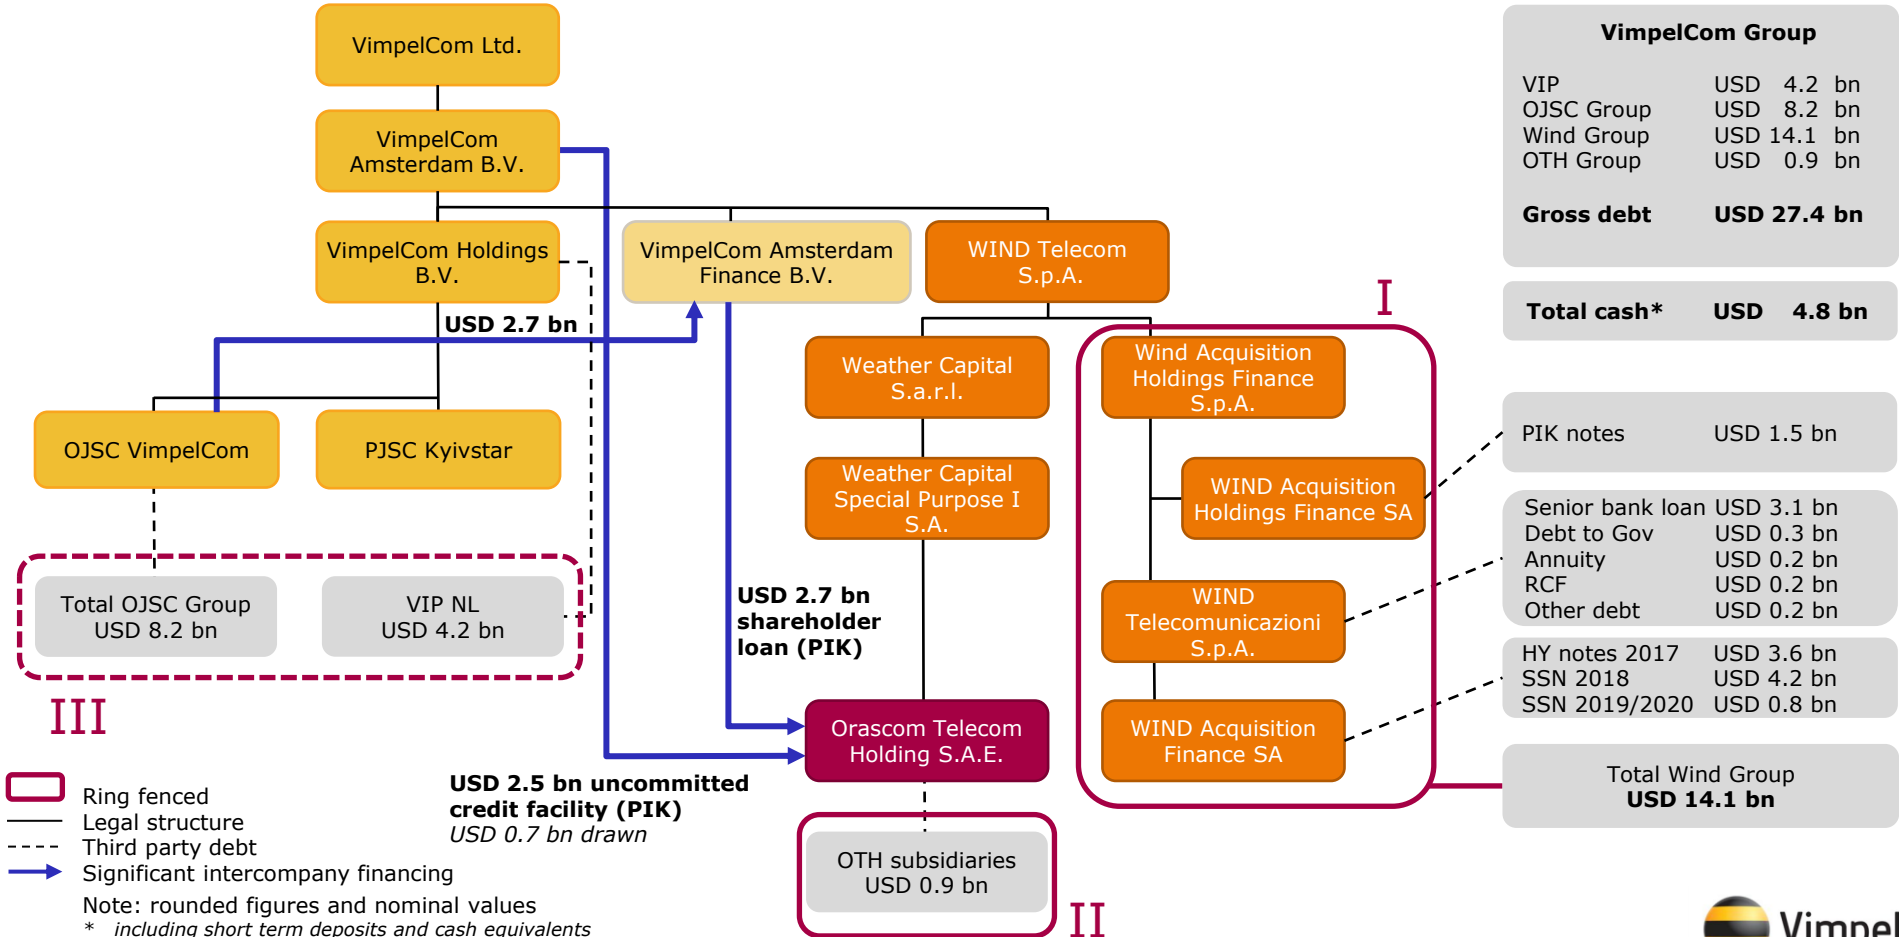 VimpelCom Ltd.
VimpelCom
Amsterdam B.V.
VimpelCom Holdings
B.V.
VimpelCom Amsterdam
Finance B.V.
WIND Telecom
S.p.A.
USD 2.7 bn
OJSC VimpelCom
PJSC Kyivstar
Weather Capital
S.a.r.l.
Weather Capital
Special Purpose I
S.A.
I
Wind Acquisition
Holdings Finance
S.p.A.
WIND Acquisition
Holdings Finance SA
WIND
Telecomunicazioni
S.p.A.
WIND Acquisition
Finance SA
Total OJSC Group
USD 8.2 bn
VIP NL
USD 4.2 bn
III
USD 2.7 bn
shareholder
loan (PIK)
Orascom Telecom
Holding S.A.E.
USD 2.5 bn uncommitted
credit facility (PIK)
USD 0.7 bn drawn
OTH subsidiaries
USD 0.9 bn
II
VimpelCom Group
VIP USD 4.2 bn
OJSC Group USD 8.2 bn
Wind Group USD 14.1 bn
OTH Group USD 0.9 bn
Gross debt USD 27.4 bn
Total cash* USD 4.8 bn
PIK notes USD 1.5 bn
Senior bank loan USD 3.1 bn
Debt to Gov USD 0.3 bn
Annuity USD 0.2 bn
RCF USD 0.2 bn
Other debt USD 0.2 bn
HY notes 2017 USD 3.6 bn
SSN 2018 USD 4.2 bn
SSN 2019/2020 USD 0.8 bn
Total Wind Group
USD 14.1 bn
Ring fenced
Legal structure
Third party debt
Significant intercompany financing
Note: rounded figures and nominal values
* including short term deposits and cash equivalents
Vimpel